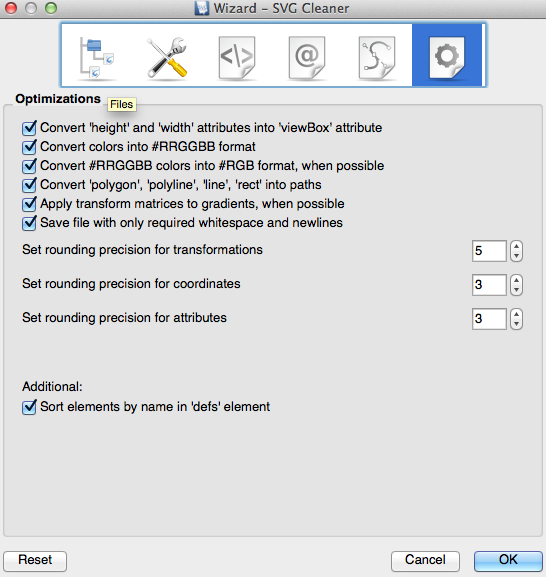 Wizard – SVG Cleaner
</>
@
Optimizations
Files
Convert 'height' and 'width' attributes into 'viewBox' attribute
Convert colors into #RRGGBB format
Convert #RRGGBB colors into #RGB format, when possible
Convert 'polygon', 'polyline', 'line', 'rect' into paths
Apply transform matrices to gradients, when possible
Save file with only required whitespace and newlines
Set rounding precision for transformations 5
Set rounding precision for coordinates 3
Set rounding precision for attributes 3
Additional:
Sort elements by name in 'defs' element
Reset Cancel OK